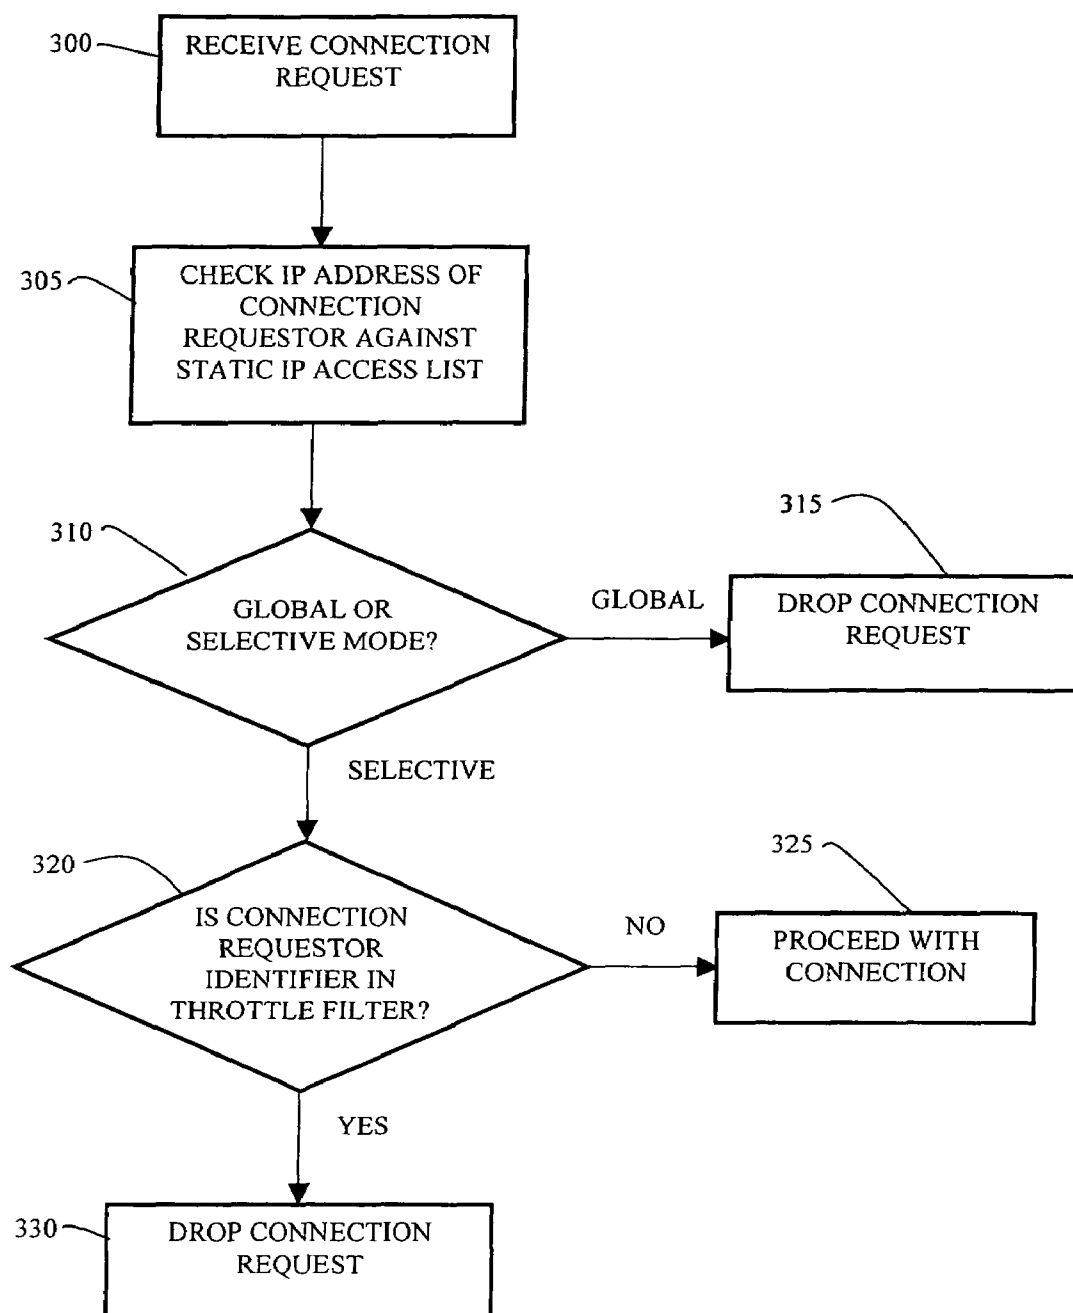 300
RECEIVE CONNECTION
REQUEST
305
CHECK IP ADDRESS OF
CONNECTION
REQUESTOR AGAINST
STATIC IP ACCESS LIST
310
GLOBAL OR
SELECTIVE MODE?
GLOBAL
315
DROP CONNECTION
REQUEST
SELECTIVE
320
IS CONNECTION
REQUESTOR
IDENTIFIER IN
THROTTLE FILTER?
NO
325
PROCEED WITH
CONNECTION
YES
330
DROP CONNECTION
REQUEST